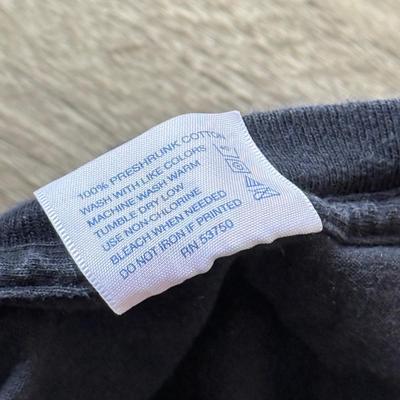 100% PRESHRUNK COTTON
WASH WITH LIKE COLORS
MACHINE WASH WARM
TUMBLE DRY LOW
USE NON-CHLORINE
BLEACH WHEN NEEDED
DO NOT IRON IF PRINTED
RN 53750